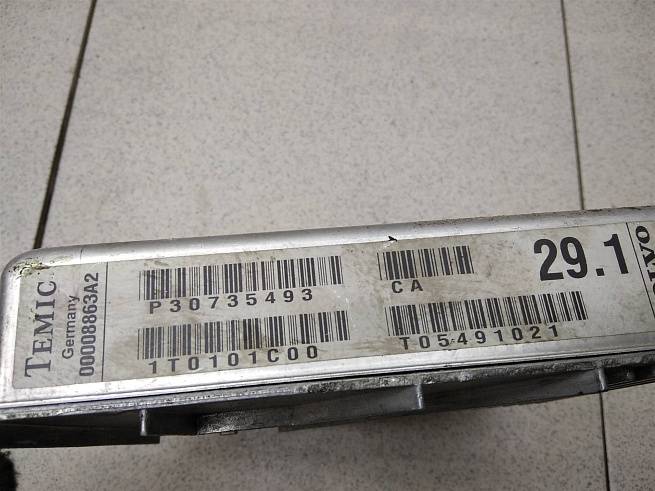 TEMIC
Germany
00008863A2
P30735493
1T0101C00
CA
T05491021
29.1